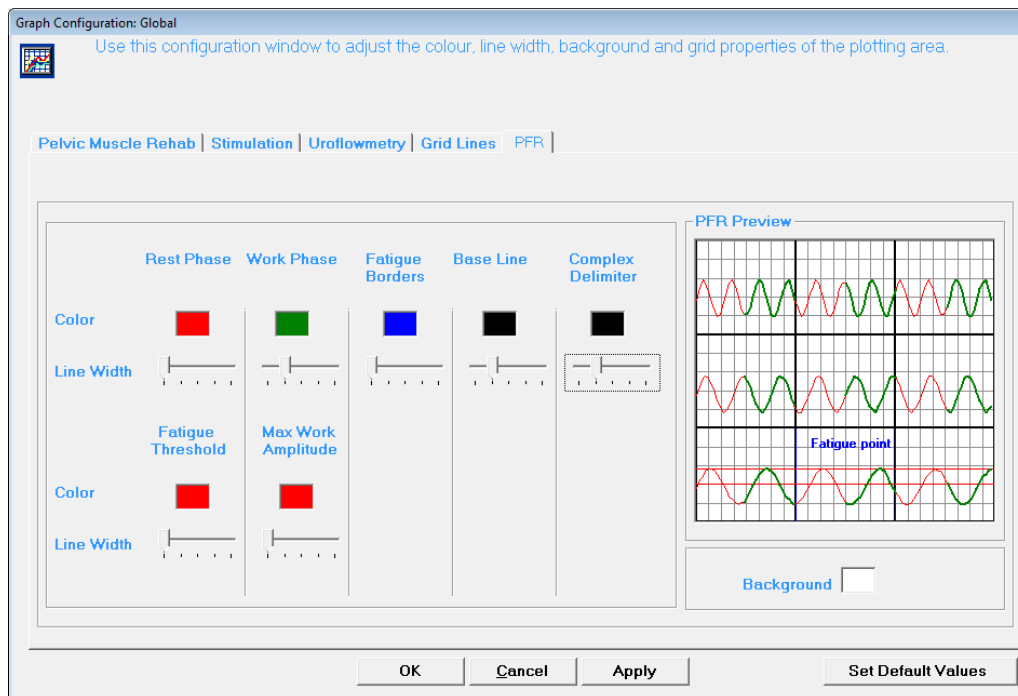 Graph Configuration: Global
Use this configuration window to adjust the colour, line width, background and grid properties of the plotting area.
Pelvic Muscle Rehab Stimulation Uroflowmetry Grid Lines PFR
Rest Phase Work Phase Fatigue Borders Base Line Complex Delimiter
Color
Line Width
Fatigue Threshold Max Work Amplitude
Color
Line Width
PFR Preview
Fatigue point
Background
OK Cancel Apply Set Default Values